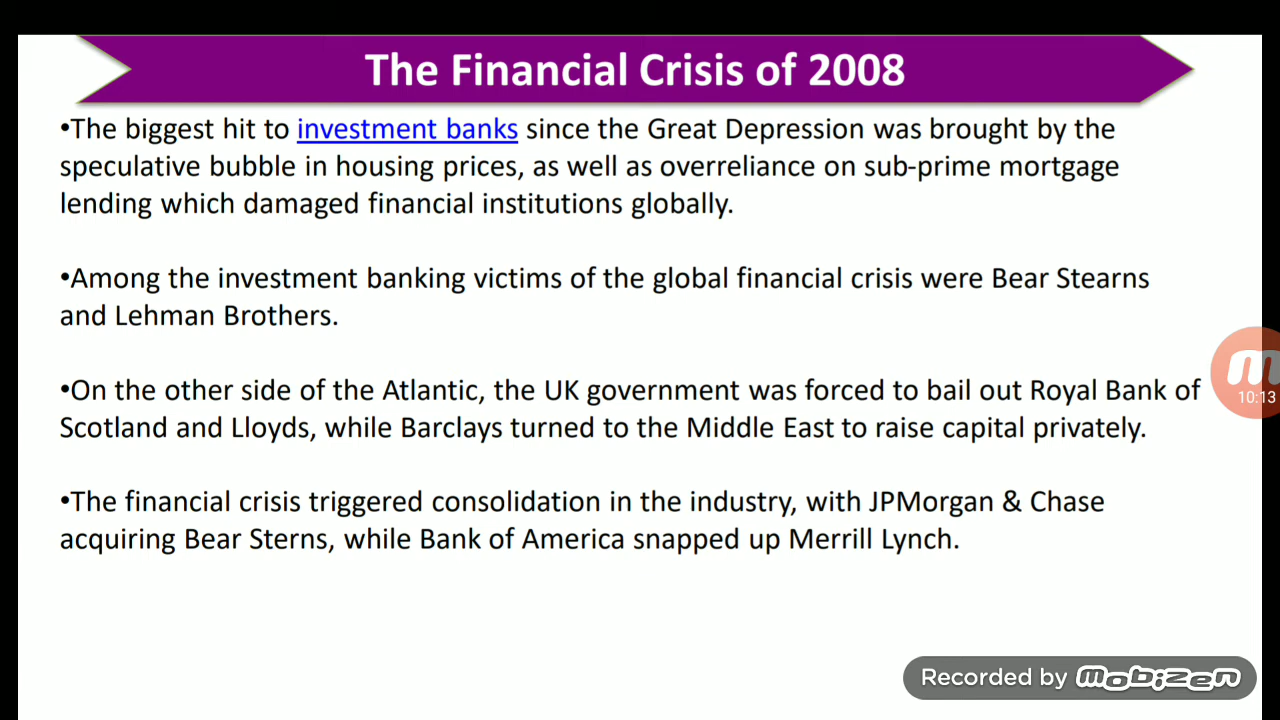 The Financial Crisis of 2008
•The biggest hit to investment banks since the Great Depression was brought by the
speculative bubble in housing prices, as well as overreliance on sub-prime mortgage
lending which damaged financial institutions globally.
•Among the investment banking victims of the global financial crisis were Bear Stearns
and Lehman Brothers.
•On the other side of the Atlantic, the UK government was forced to bail out Royal Bank of
Scotland and Lloyds, while Barclays turned to the Middle East to raise capital privately.
•The financial crisis triggered consolidation in the industry, with JPMorgan & Chase
acquiring Bear Sterns, while Bank of America snapped up Merrill Lynch.
m
10:13
Recorded by mobizen